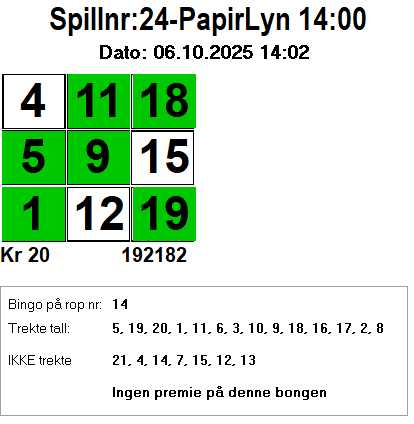 Spillnr:24-PapirLyn 14:00
Dato: 06.10.2025 14:02
4 11 18
5 9 15
1 12 19
Kr 20 192182
Bingo på rop nr: 14
Trekte tall: 5, 19, 20, 1, 11, 6, 3, 10, 9, 18, 16, 17, 2, 8
IKKE trekte 21, 4, 14, 7, 15, 12, 13
Ingen premie på denne bongen